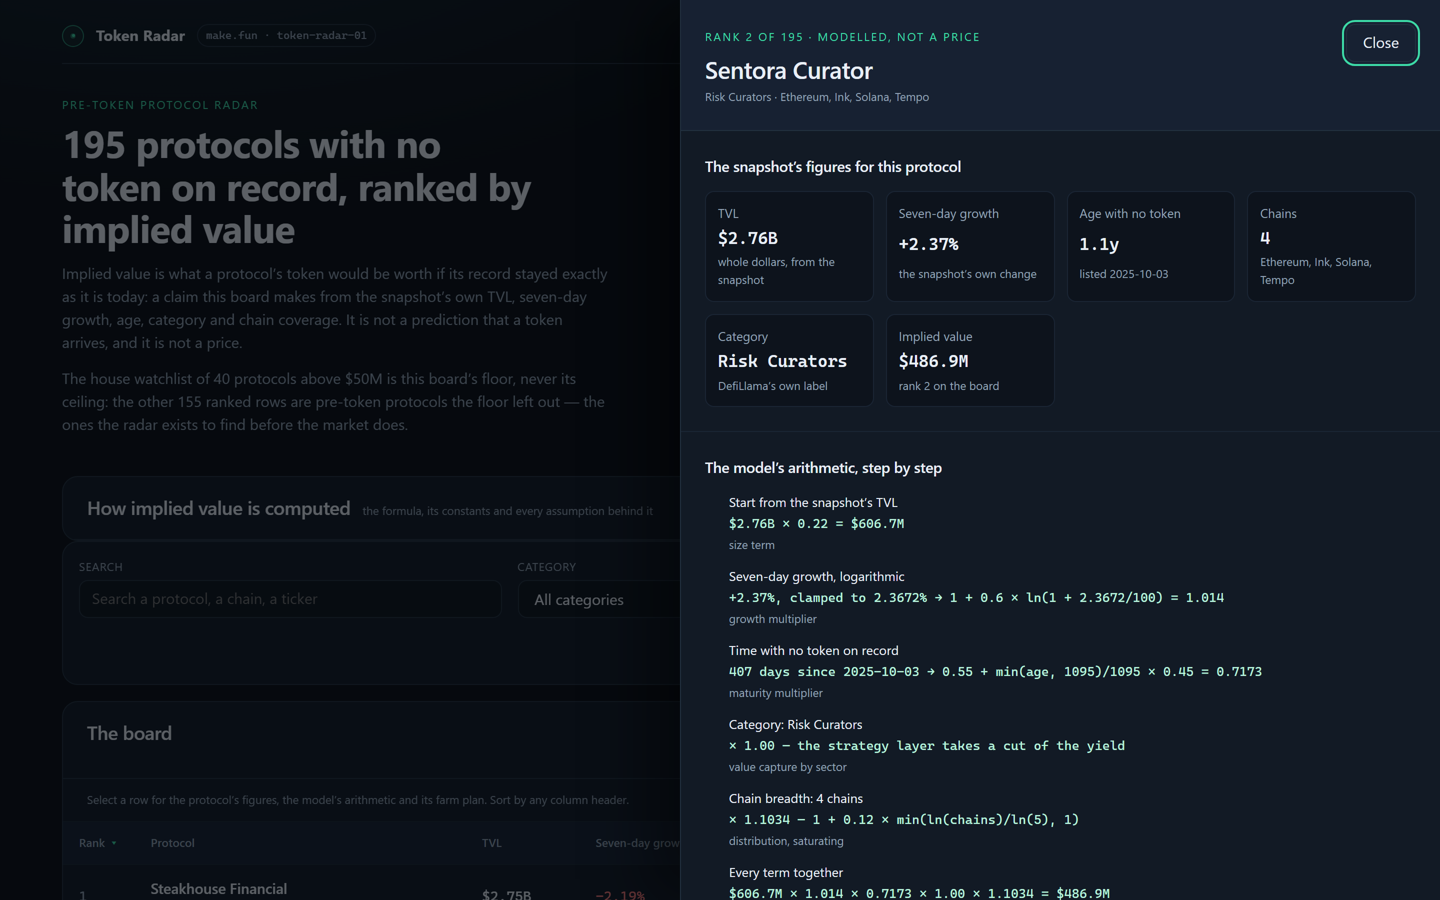 Token Radar
make.fun · token-radar-01
PRE-TOKEN PROTOCOL RADAR
195 protocols with no
token on record, ranked by
implied value
Implied value is what a protocol's token would be worth if its record stayed exactly
as it is today: a claim this board makes from the snapshot's own TVL, seven-day
growth, age, category and chain coverage. It is not a prediction that a token
arrives, and it is not a price.
The house watchlist of 40 protocols above $50M is this board's floor, never its
ceiling: the other 155 ranked rows are pre-token protocols the floor left out — the
ones the radar exists to find before the market does.
How implied value is computed the formula, its constants and every assumption behind it
SEARCH
CATEGORY
Search a protocol, a chain, a ticker
All categories
The board
Select a row for the protocol's figures, the model's arithmetic and its farm plan. Sort by any column header.
Rank ▾ Protocol TVL Seven-day grow
1 Steakhouse Financial $2.75B −2.19%
RANK 2 OF 195 · MODELLED, NOT A PRICE
Sentora Curator
Risk Curators · Ethereum, Ink, Solana, Tempo
Close
The snapshot's figures for this protocol
TVL
$2.76B
whole dollars, from the
snapshot
Seven-day growth
+2.37%
the snapshot's own change
Age with no token
1.1y
listed 2025-10-03
Chains
4
Ethereum, Ink, Solana,
Tempo
Category
Risk Curators
DefiLlama's own label
Implied value
$486.9M
rank 2 on the board
The model's arithmetic, step by step
Start from the snapshot's TVL
$2.76B × 0.22 = $606.7M
size term
Seven-day growth, logarithmic
+2.37%, clamped to 2.3672% → 1 + 0.6 × ln(1 + 2.3672/100) = 1.014
growth multiplier
Time with no token on record
407 days since 2025-10-03 → 0.55 + min(age, 1095)/1095 × 0.45 = 0.7173
maturity multiplier
Category: Risk Curators
× 1.00 — the strategy layer takes a cut of the yield
value capture by sector
Chain breadth: 4 chains
× 1.1034 — 1 + 0.12 × min(ln(chains)/ln(5), 1)
distribution, saturating
Every term together
$606.7M × 1.014 × 0.7173 × 1.00 × 1.1034 = $486.9M